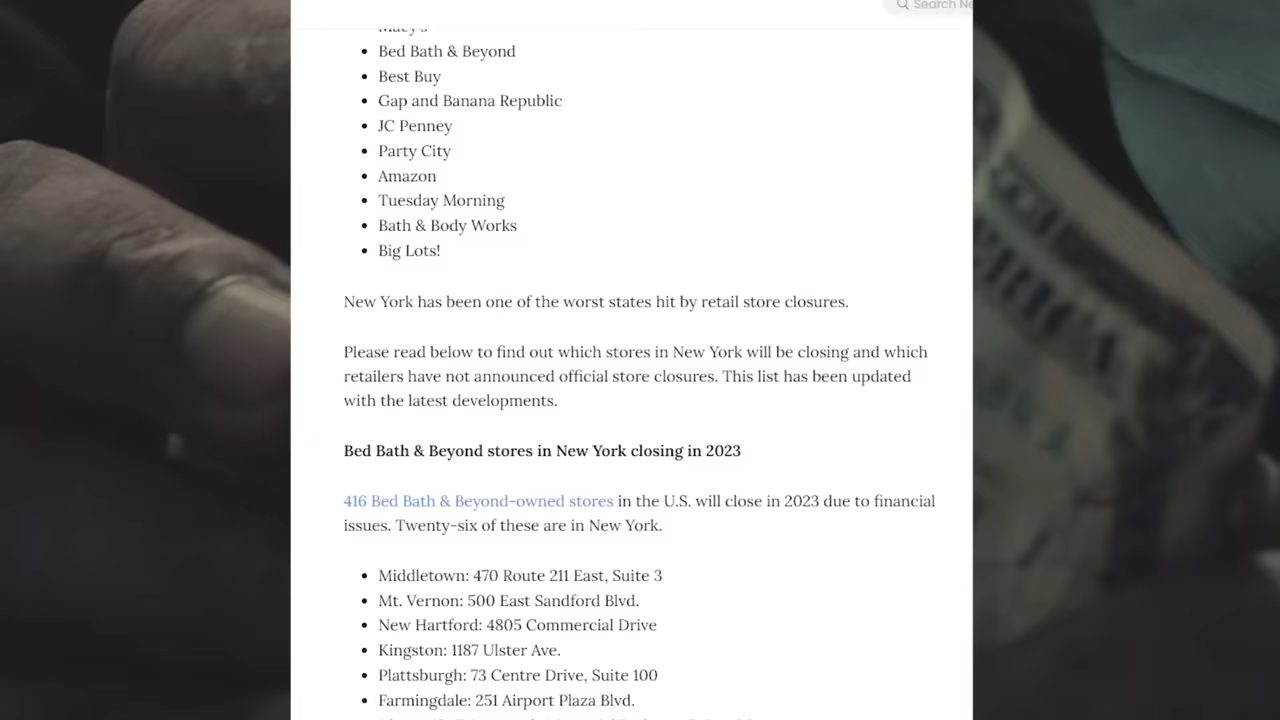 Search Ne
Macy's
Bed Bath & Beyond
Best Buy
Gap and Banana Republic
JC Penney
Party City
Amazon
Tuesday Morning
Bath & Body Works
Big Lots!
New York has been one of the worst states hit by retail store closures.
Please read below to find out which stores in New York will be closing and which
retailers have not announced official store closures. This list has been updated
with the latest developments.
Bed Bath & Beyond stores in New York closing in 2023
416 Bed Bath & Beyond-owned stores in the U.S. will close in 2023 due to financial
issues. Twenty-six of these are in New York.
Middletown: 470 Route 211 East, Suite 3
Mt. Vernon: 500 East Sandford Blvd.
New Hartford: 4805 Commercial Drive
Kingston: 1187 Ulster Ave.
Plattsburgh: 73 Centre Drive, Suite 100
Farmingdale: 251 Airport Plaza Blvd.